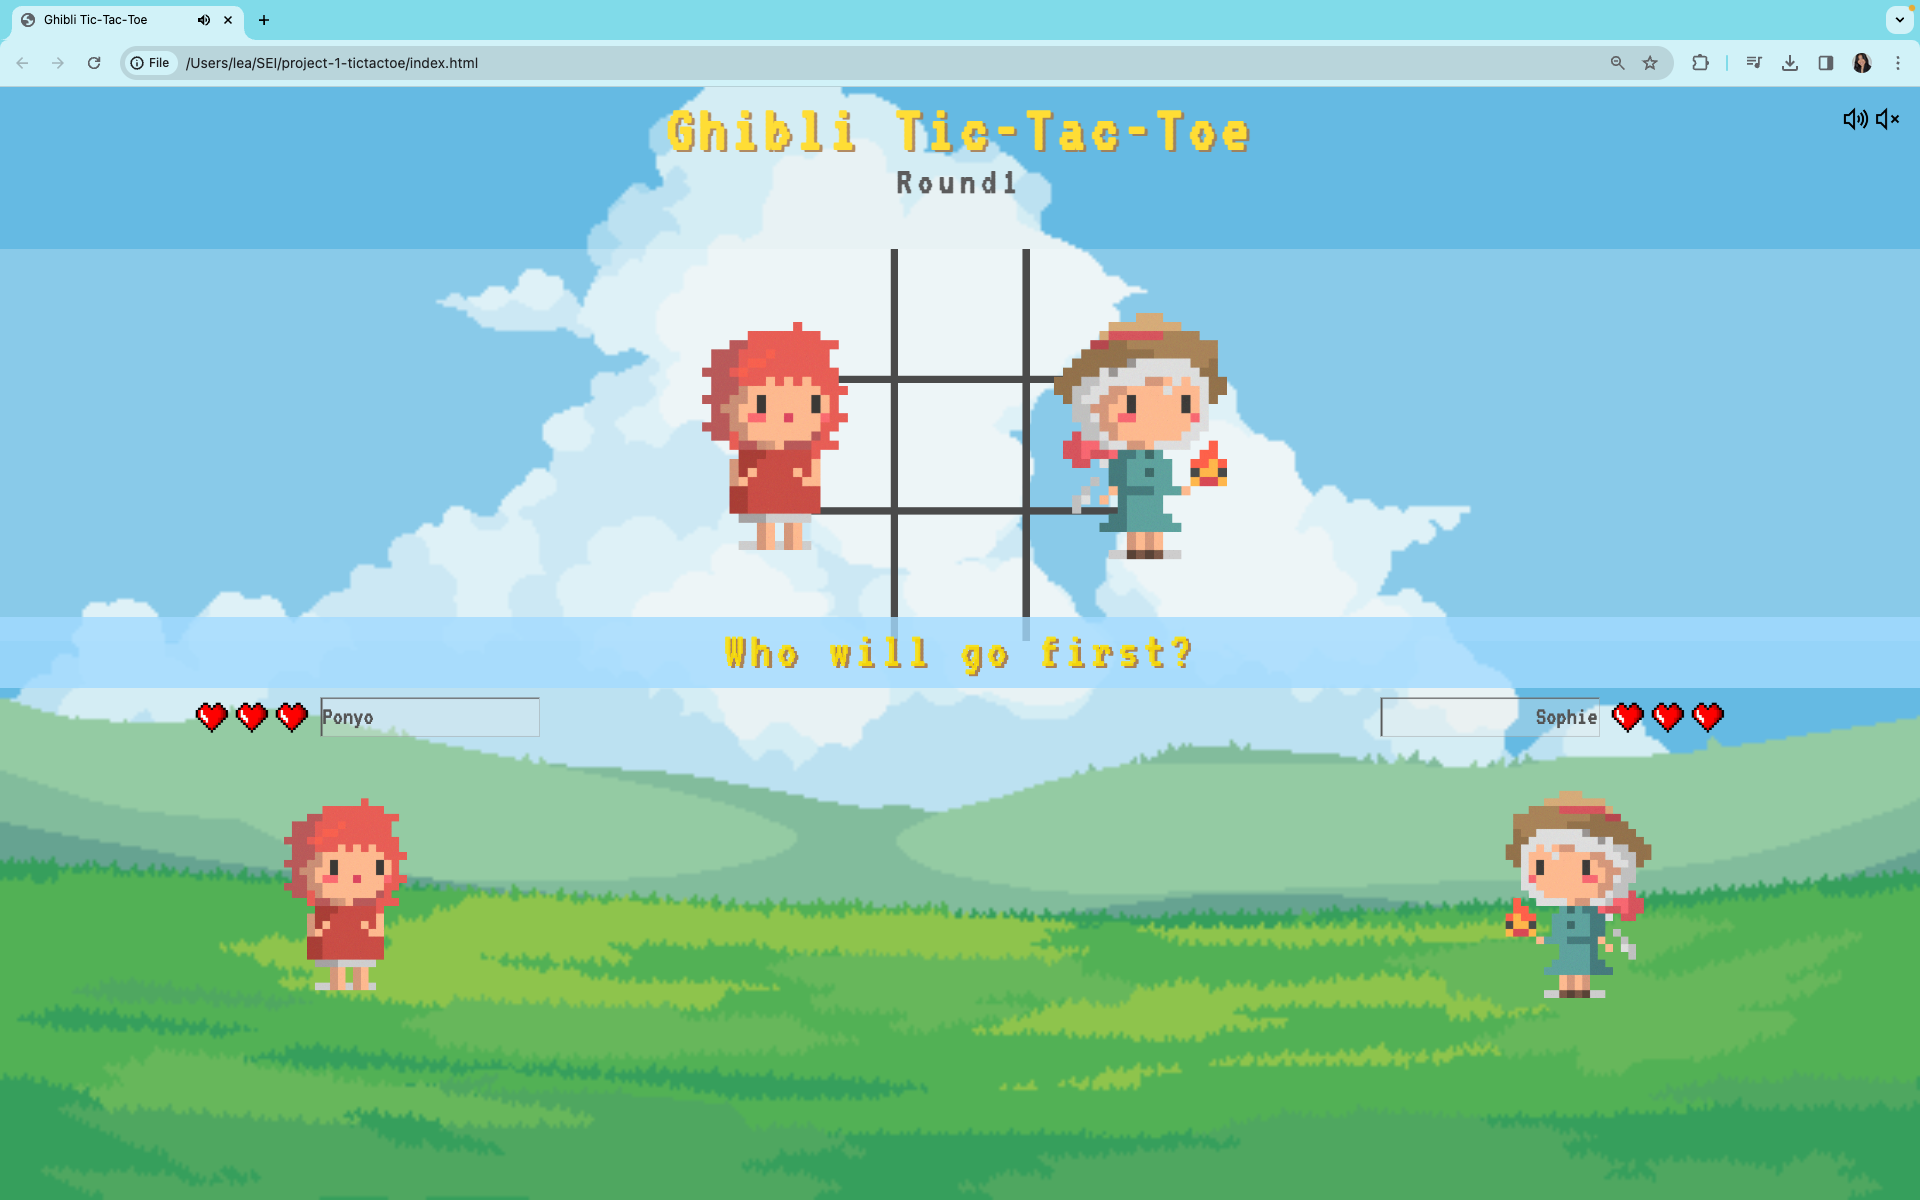 Ghibli Tic-Tac-Toe
File /Users/lea/SEI/project-1-tictactoe/index.html
Ghibli Tic-Tac-Toe
Round1
Who will go first?
Ponyo
Sophie